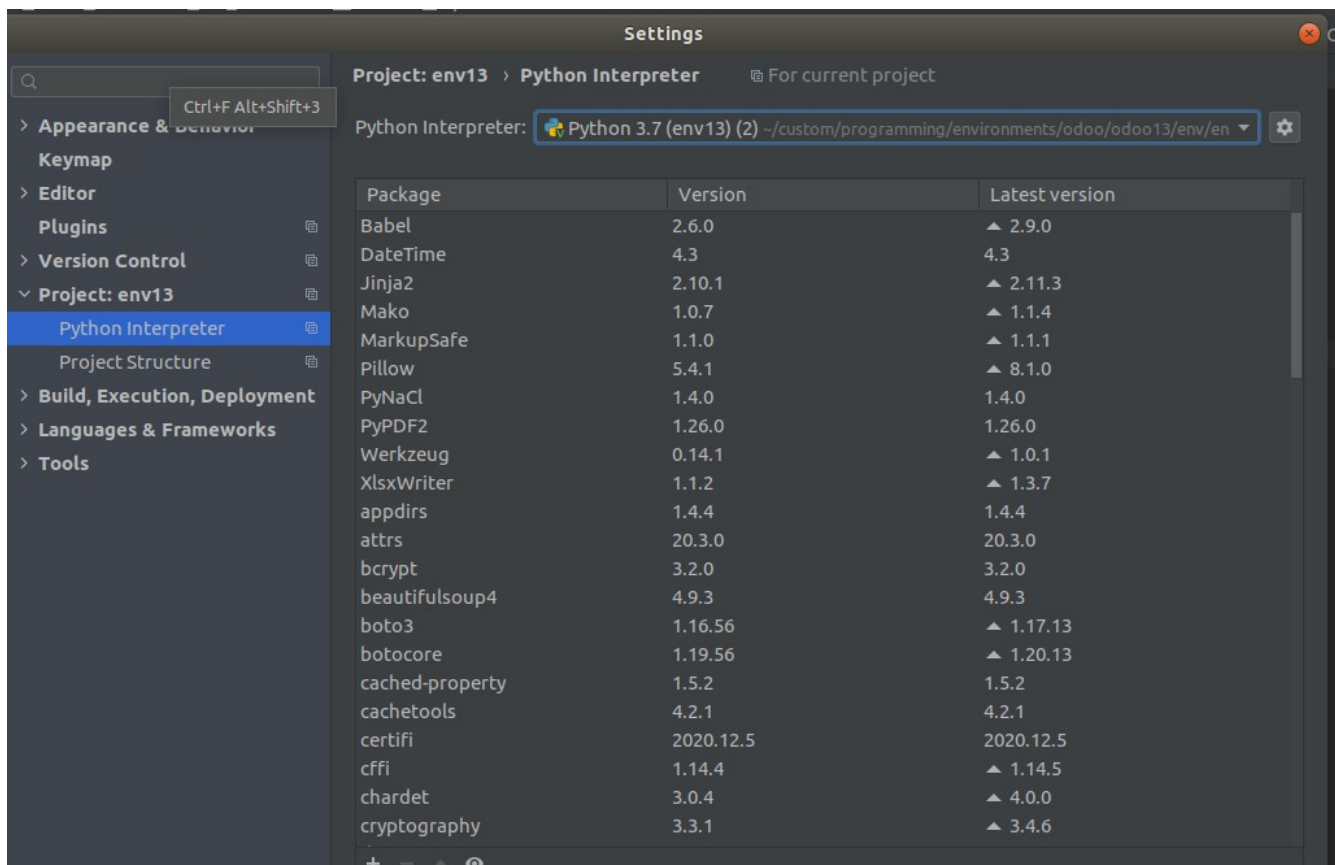 Settings
Ctrl+F Alt+Shift+3
Appearance & Behavior
Keymap
Editor
Plugins
Version Control
Project: env13
Python Interpreter
Project Structure
Build, Execution, Deployment
Languages & Frameworks
Tools
Project: env13 › Python Interpreter For current project
Python Interpreter: Python 3.7 (env13) (2) ~/custom/programming/environments/odoo/odoo13/env/en
Package Version Latest version
Babel 2.6.0 2.9.0
DateTime 4.3 4.3
Jinja2 2.10.1 2.11.3
Mako 1.0.7 1.1.4
MarkupSafe 1.1.0 1.1.1
Pillow 5.4.1 8.1.0
PyNaCl 1.4.0 1.4.0
PyPDF2 1.26.0 1.26.0
Werkzeug 0.14.1 1.0.1
XlsxWriter 1.1.2 1.3.7
appdirs 1.4.4 1.4.4
attrs 20.3.0 20.3.0
bcrypt 3.2.0 3.2.0
beautifulsoup4 4.9.3 4.9.3
boto3 1.16.56 1.17.13
botocore 1.19.56 1.20.13
cached-property 1.5.2 1.5.2
cachetools 4.2.1 4.2.1
certifi 2020.12.5 2020.12.5
cffi 1.14.4 1.14.5
chardet 3.0.4 4.0.0
cryptography 3.3.1 3.4.6